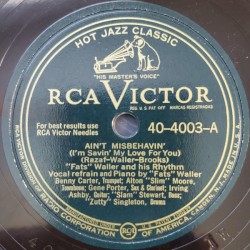 HOT JAZZ CLASSIC
"HIS MASTER'S VOICE"
RCA VICTOR
REG. U.S. PAT. OFF. MARCAS REGISTRADAS
For best results use
RCA Victor Needles
40-4003-A
AIN'T MISBEHAVIN'
(I'm Savin' My Love For You)
(Razaf-Waller-Brooks)
"Fats" Waller and his Rhythm
Vocal refrain and Piano by "Fats" Waller
Benny Carter, Trumpet; Alton "Slim" Moore,
Trombone; Gene Porter, Sax & Clarinet; Irving
Ashby, Guitar; "Slam" Stewart, Bass;
"Zutty" Singleton, Drums
RCA